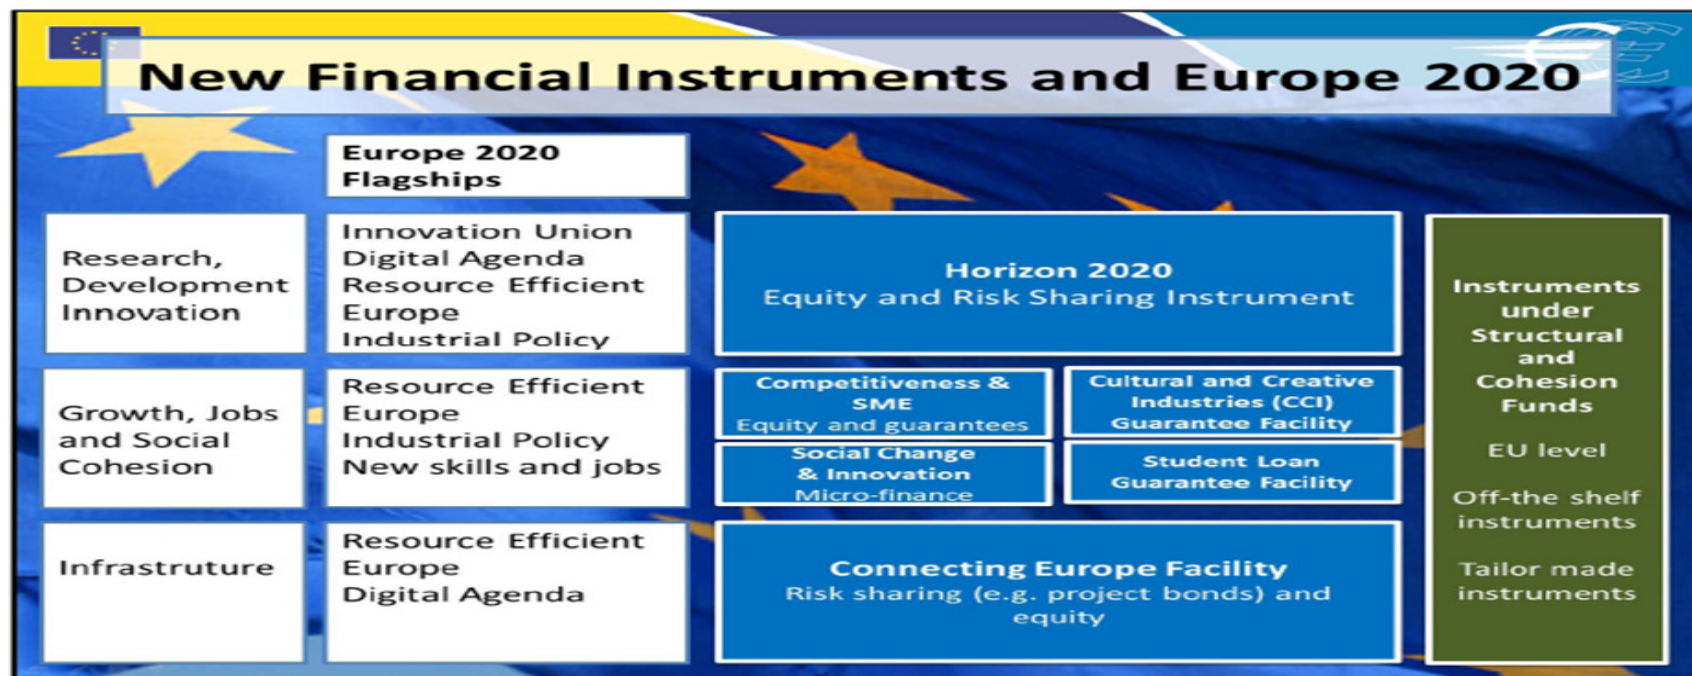 New Financial Instruments and Europe 2020
Europe 2020
Flagships
Research,
Development
Innovation
Innovation Union
Digital Agenda
Resource Efficient
Europe
Industrial Policy
Horizon 2020
Equity and Risk Sharing Instrument
Growth, Jobs
and Social
Cohesion
Resource Efficient
Europe
Industrial Policy
New skills and jobs
Competitiveness &
SME
Equity and guarantees
Cultural and Creative
Industries (CCI)
Guarantee Facility
Social Change
& Innovation
Micro-finance
Student Loan
Guarantee Facility
Infrastruture
Resource Efficient
Europe
Digital Agenda
Connecting Europe Facility
Risk sharing (e.g. project bonds) and
equity
Instruments
under
Structural
and
Cohesion
Funds
EU level
Off-the shelf
instruments
Tailor made
instruments